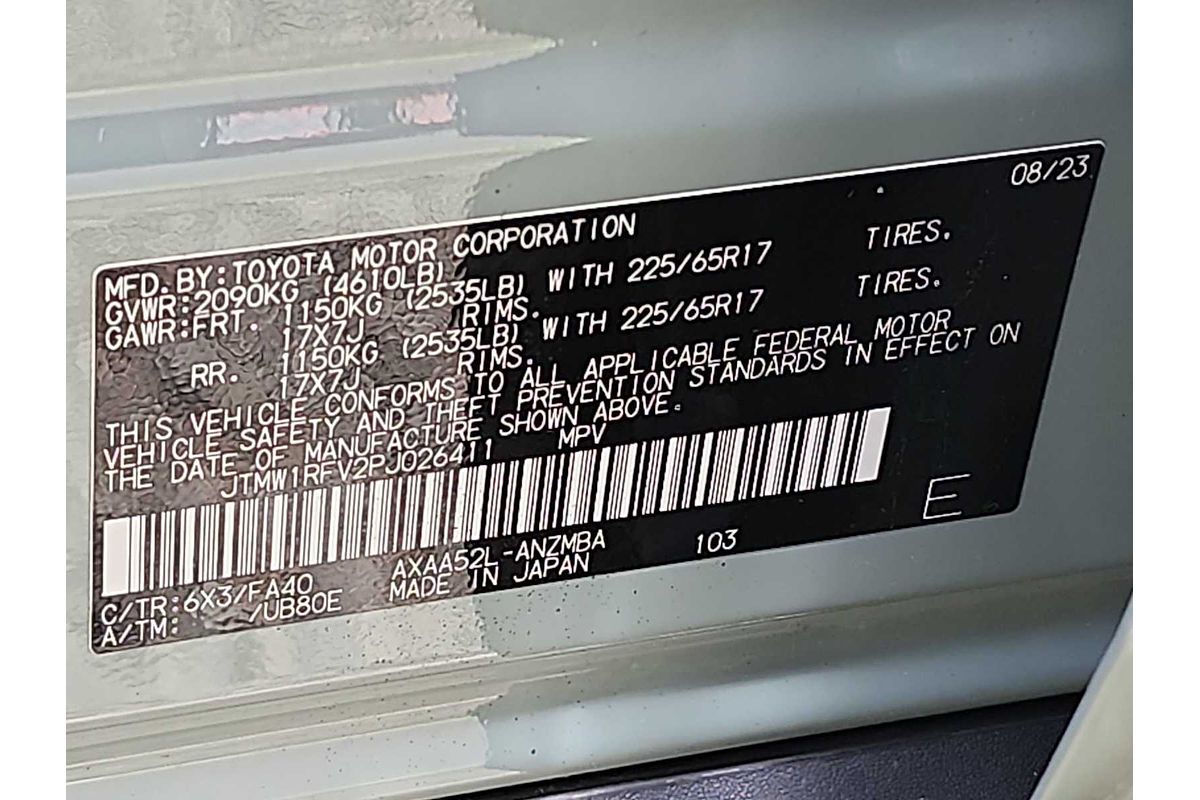 08/23
MFD.BY:TOYOTA MOTOR CORPORATION
GVWR:2090KG (4610LB)
GAWR:FRT. 1150KG (2535LB) WITH 225/65R17 TIRES.
17X7J RIMS.
RR. 1150KG (2535LB) WITH 225/65R17 TIRES.
17X7J RIMS.
THIS VEHICLE CONFORMS TO ALL APPLICABLE FEDERAL MOTOR
VEHICLE SAFETY AND THEFT PREVENTION STANDARDS IN EFFECT ON
THE DATE OF MANUFACTURE SHOWN ABOVE.
JTMW1RFV2PJ026411 MPV
E
C/TR:6X3/FA40 AXAA52L-ANZMBA 103
A/TM: /UB80E MADE IN JAPAN